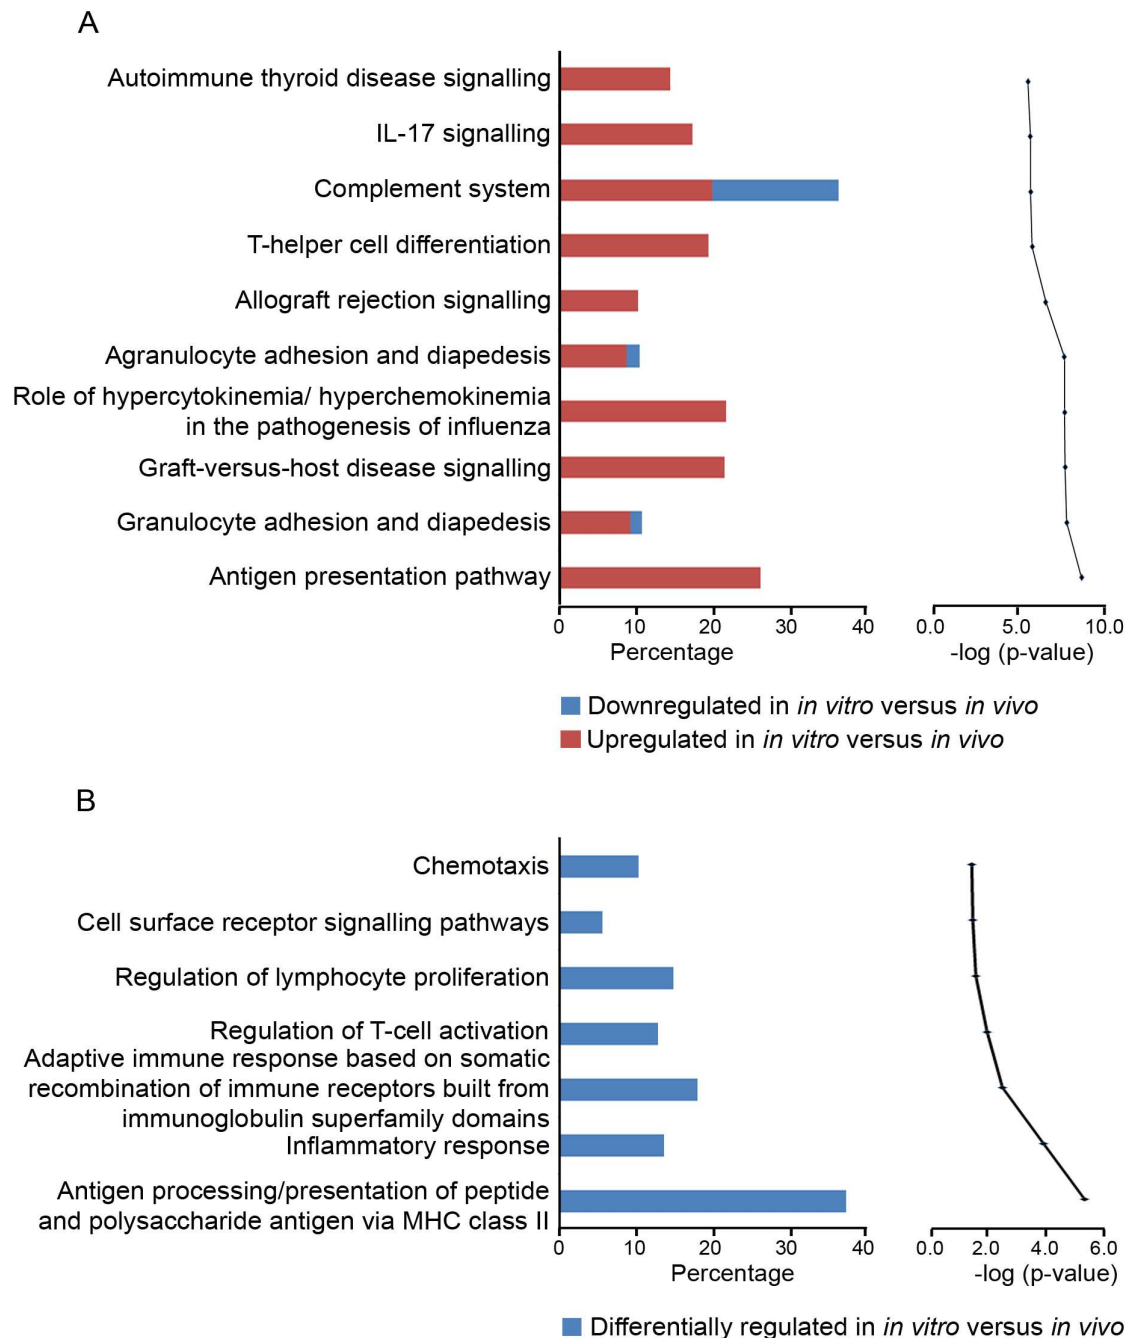 A
Autoimmune thyroid disease signalling
IL-17 signalling
Complement system
T-helper cell differentiation
Allograft rejection signalling
Agranulocyte adhesion and diapedesis
Role of hypercytokinemia/ hyperchemokinemia
in the pathogenesis of influenza
Graft-versus-host disease signalling
Granulocyte adhesion and diapedesis
Antigen presentation pathway
0 10 20 30 40
Percentage
0.0 5.0 10.0
-log (p-value)
Downregulated in in vitro versus in vivo
Upregulated in in vitro versus in vivo
B
Chemotaxis
Cell surface receptor signalling pathways
Regulation of lymphocyte proliferation
Regulation of T-cell activation
Adaptive immune response based on somatic
recombination of immune receptors built from
immunoglobulin superfamily domains
Inflammatory response
Antigen processing/presentation of peptide
and polysaccharide antigen via MHC class II
0 10 20 30 40
Percentage
0.0 2.0 4.0 6.0
-log (p-value)
Differentially regulated in in vitro versus in vivo